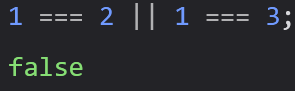 1 === 2 || 1 === 3;
false